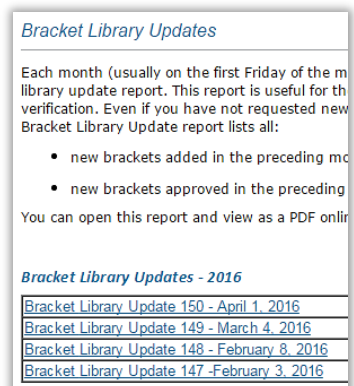 Bracket Library Updates
Each month (usually on the first Friday of the
library update report. This report is useful for
verification. Even if you have not requested new
Bracket Library Update report lists all:
• new brackets added in the preceding
• new brackets approved in the preceding
You can open this report and view as a PDF
Bracket Library Updates - 2016
Bracket Library Update 150 - April 1, 2016
Bracket Library Update 149 - March 4, 2016
Bracket Library Update 148 - February 8, 2016
Bracket Library Update 147 -February 3, 2016